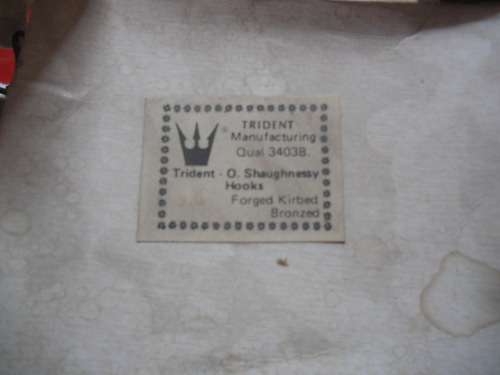 ® TRIDENT
Manufacturing
Qual 3403B.
Trident - O. Shaughnessy
Hooks
Forged Kirbed
Bronzed